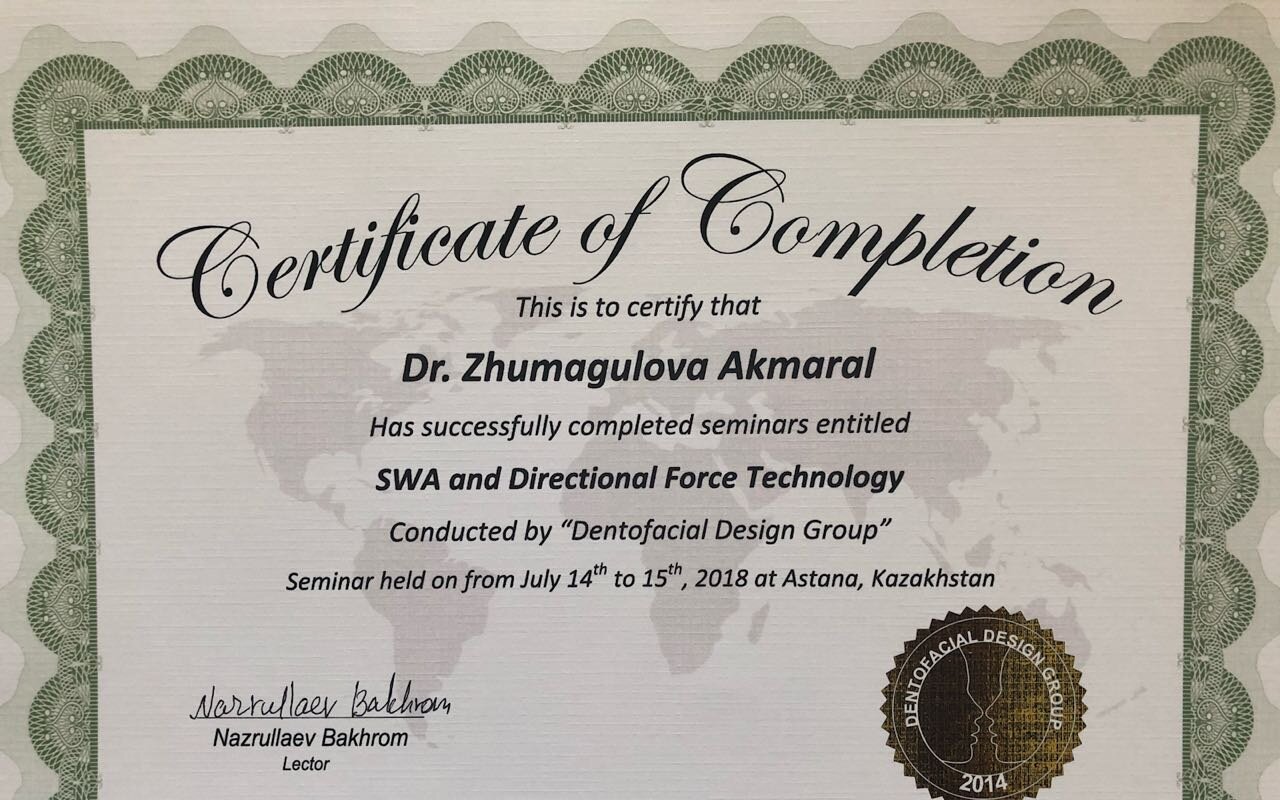 Certificate of Completion
This is to certify that
Dr. Zhumagulova Akmaral
Has successfully completed seminars entitled
SWA and Directional Force Technology
Conducted by “Dentofacial Design Group”
Seminar held on from July 14th to 15th, 2018 at Astana, Kazakhstan
Nazrullaev Bakhrom
Nazrullaev Bakhrom
Lector
DENTOFACIAL DESIGN GROUP
2014